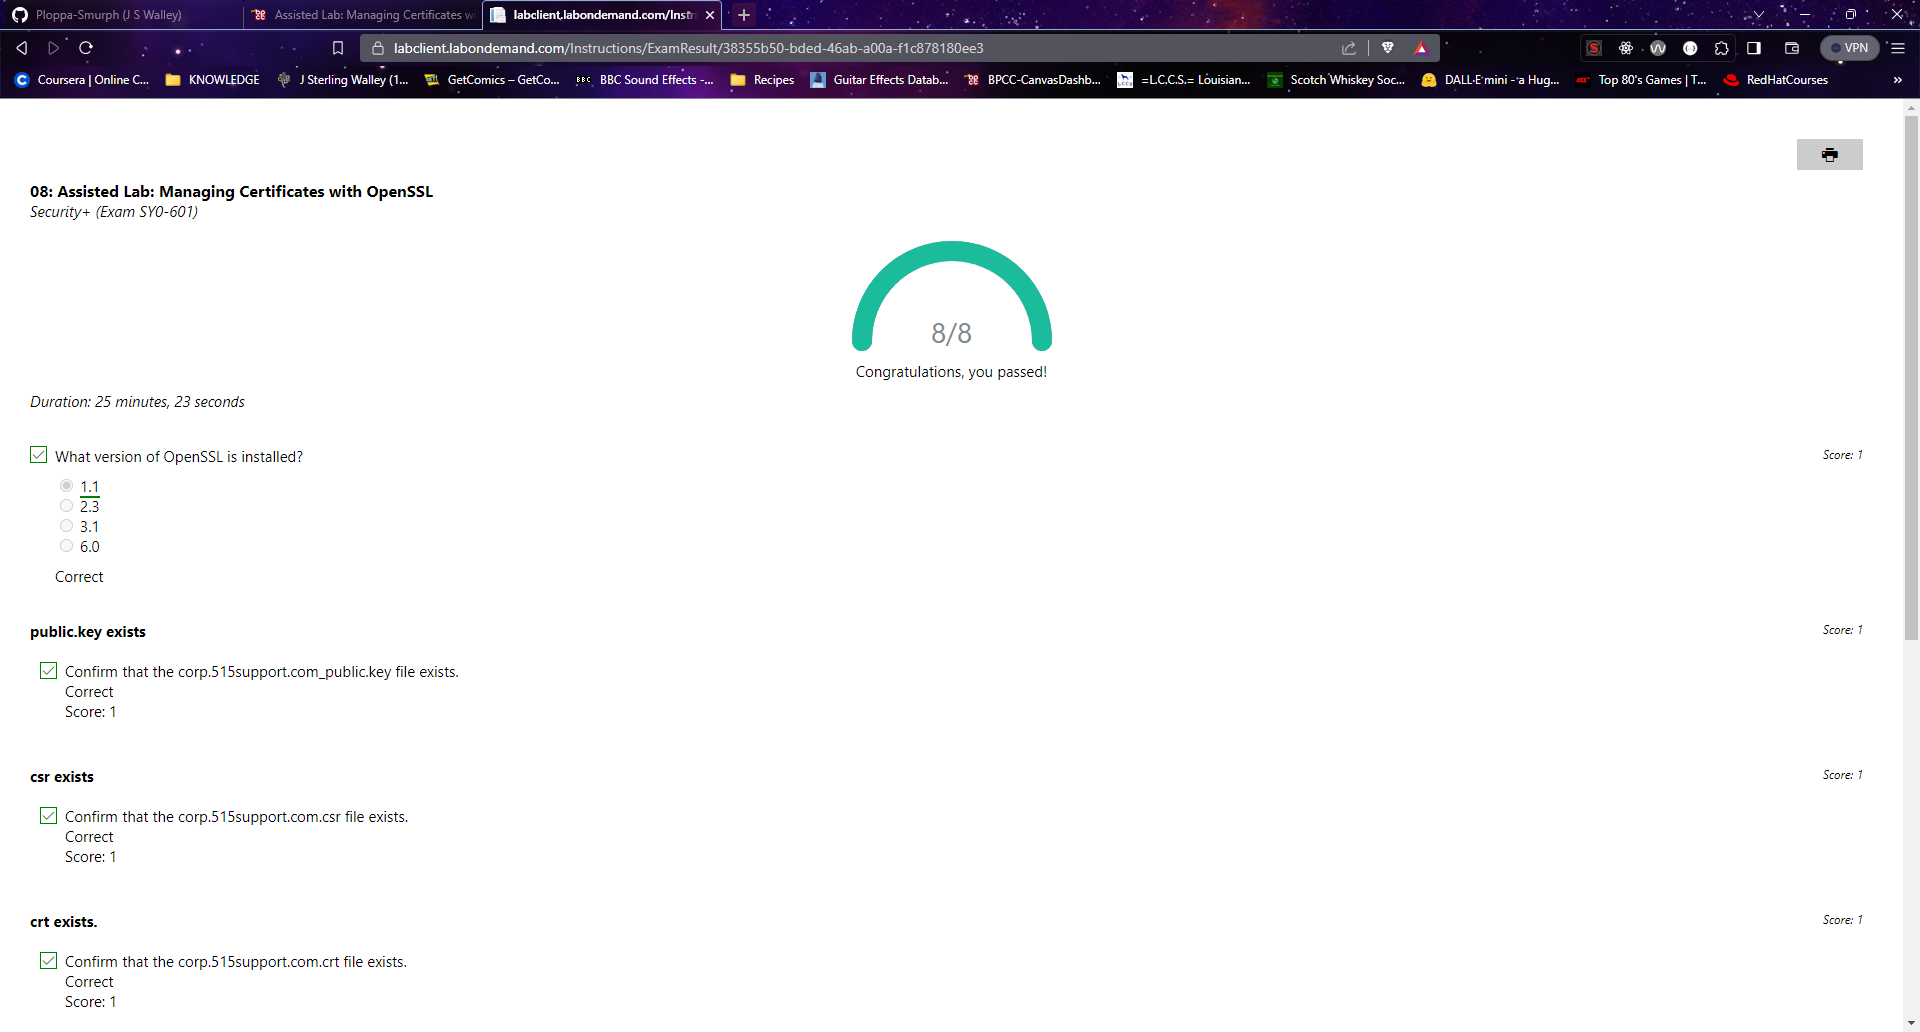 Ploppa-Smurph (J S Walley)
Assisted Lab: Managing Certificates w
labclient.labondemand.com/Inst
labclient.labondemand.com/Instructions/ExamResult/38355b50-bded-46ab-a00a-f1c878180ee3
VPN
Coursera | Online C...
KNOWLEDGE
J Sterling Walley (1...
GetComics – GetCo...
BBC
BBC Sound Effects -...
Recipes
Guitar Effects Datab...
BPCC-CanvasDashb...
=L.C.C.S.= Louisian...
Scotch Whiskey Soc...
DALL·E mini - a Hug...
Top 80's Games | T...
RedHatCourses
»
08: Assisted Lab: Managing Certificates with OpenSSL
Security+ (Exam SY0-601)
8/8
Congratulations, you passed!
Duration: 25 minutes, 23 seconds
What version of OpenSSL is installed?
Score: 1
1.1
2.3
3.1
6.0
Correct
public.key exists
Score: 1
Confirm that the corp.515support.com_public.key file exists.
Correct
Score: 1
csr exists
Score: 1
Confirm that the corp.515support.com.csr file exists.
Correct
Score: 1
crt exists.
Score: 1
Confirm that the corp.515support.com.crt file exists.
Correct
Score: 1